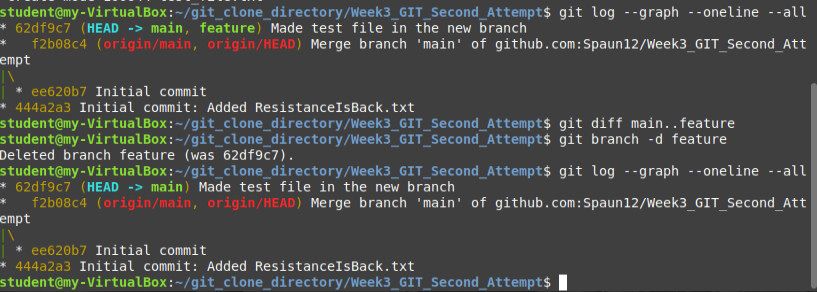 student@my-VirtualBox:~/git_clone_directory/Week3_GIT_Second_Attempt$ git log --graph --oneline --all
* 62df9c7 (HEAD -> main, feature) Made test file in the new branch
*   f2b08c4 (origin/main, origin/HEAD) Merge branch 'main' of github.com:Spaun12/Week3_GIT_Second_Att
empt
|\
| * ee620b7 Initial commit
* 444a2a3 Initial commit: Added ResistanceIsBack.txt
student@my-VirtualBox:~/git_clone_directory/Week3_GIT_Second_Attempt$ git diff main..feature
student@my-VirtualBox:~/git_clone_directory/Week3_GIT_Second_Attempt$ git branch -d feature
Deleted branch feature (was 62df9c7).
student@my-VirtualBox:~/git_clone_directory/Week3_GIT_Second_Attempt$ git log --graph --oneline --all
* 62df9c7 (HEAD -> main) Made test file in the new branch
*   f2b08c4 (origin/main, origin/HEAD) Merge branch 'main' of github.com:Spaun12/Week3_GIT_Second_Att
empt
|\
| * ee620b7 Initial commit
* 444a2a3 Initial commit: Added ResistanceIsBack.txt
student@my-VirtualBox:~/git_clone_directory/Week3_GIT_Second_Attempt$